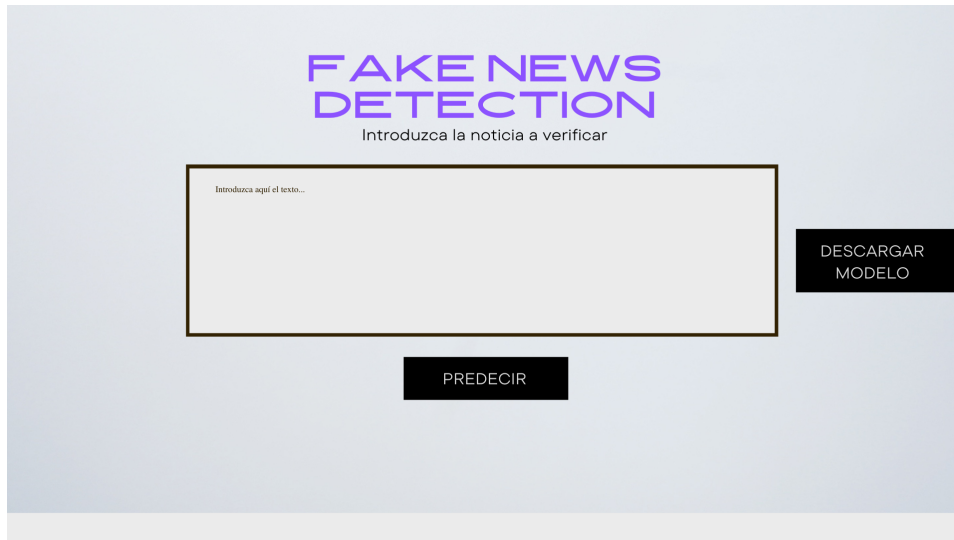 FAKE NEWS
DETECTION
Introduzca la noticia a verificar
Introduzca aquí el texto...
DESCARGAR
MODELO
PREDECIR